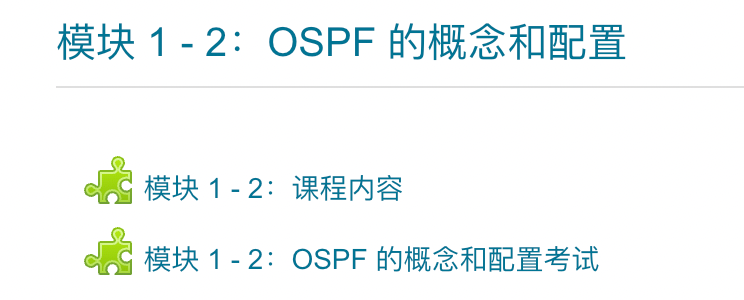 模块 1 - 2：OSPF 的概念和配置
模块 1 - 2：课程内容
模块 1 - 2：OSPF 的概念和配置考试